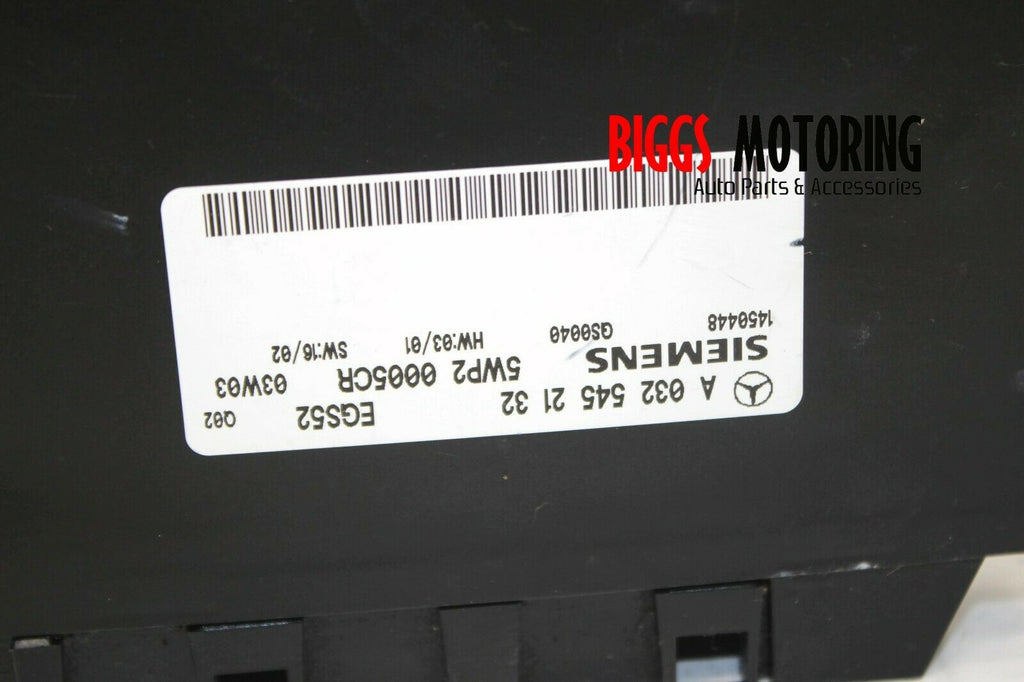 BIGGS MOTORING
Auto Parts & Accessories
A 032 545 21 32 EGS52 Q02
SIEMENS 5WP2 0005CR 03W03
1450448 QS0040 HW:03/01 SW:16/02